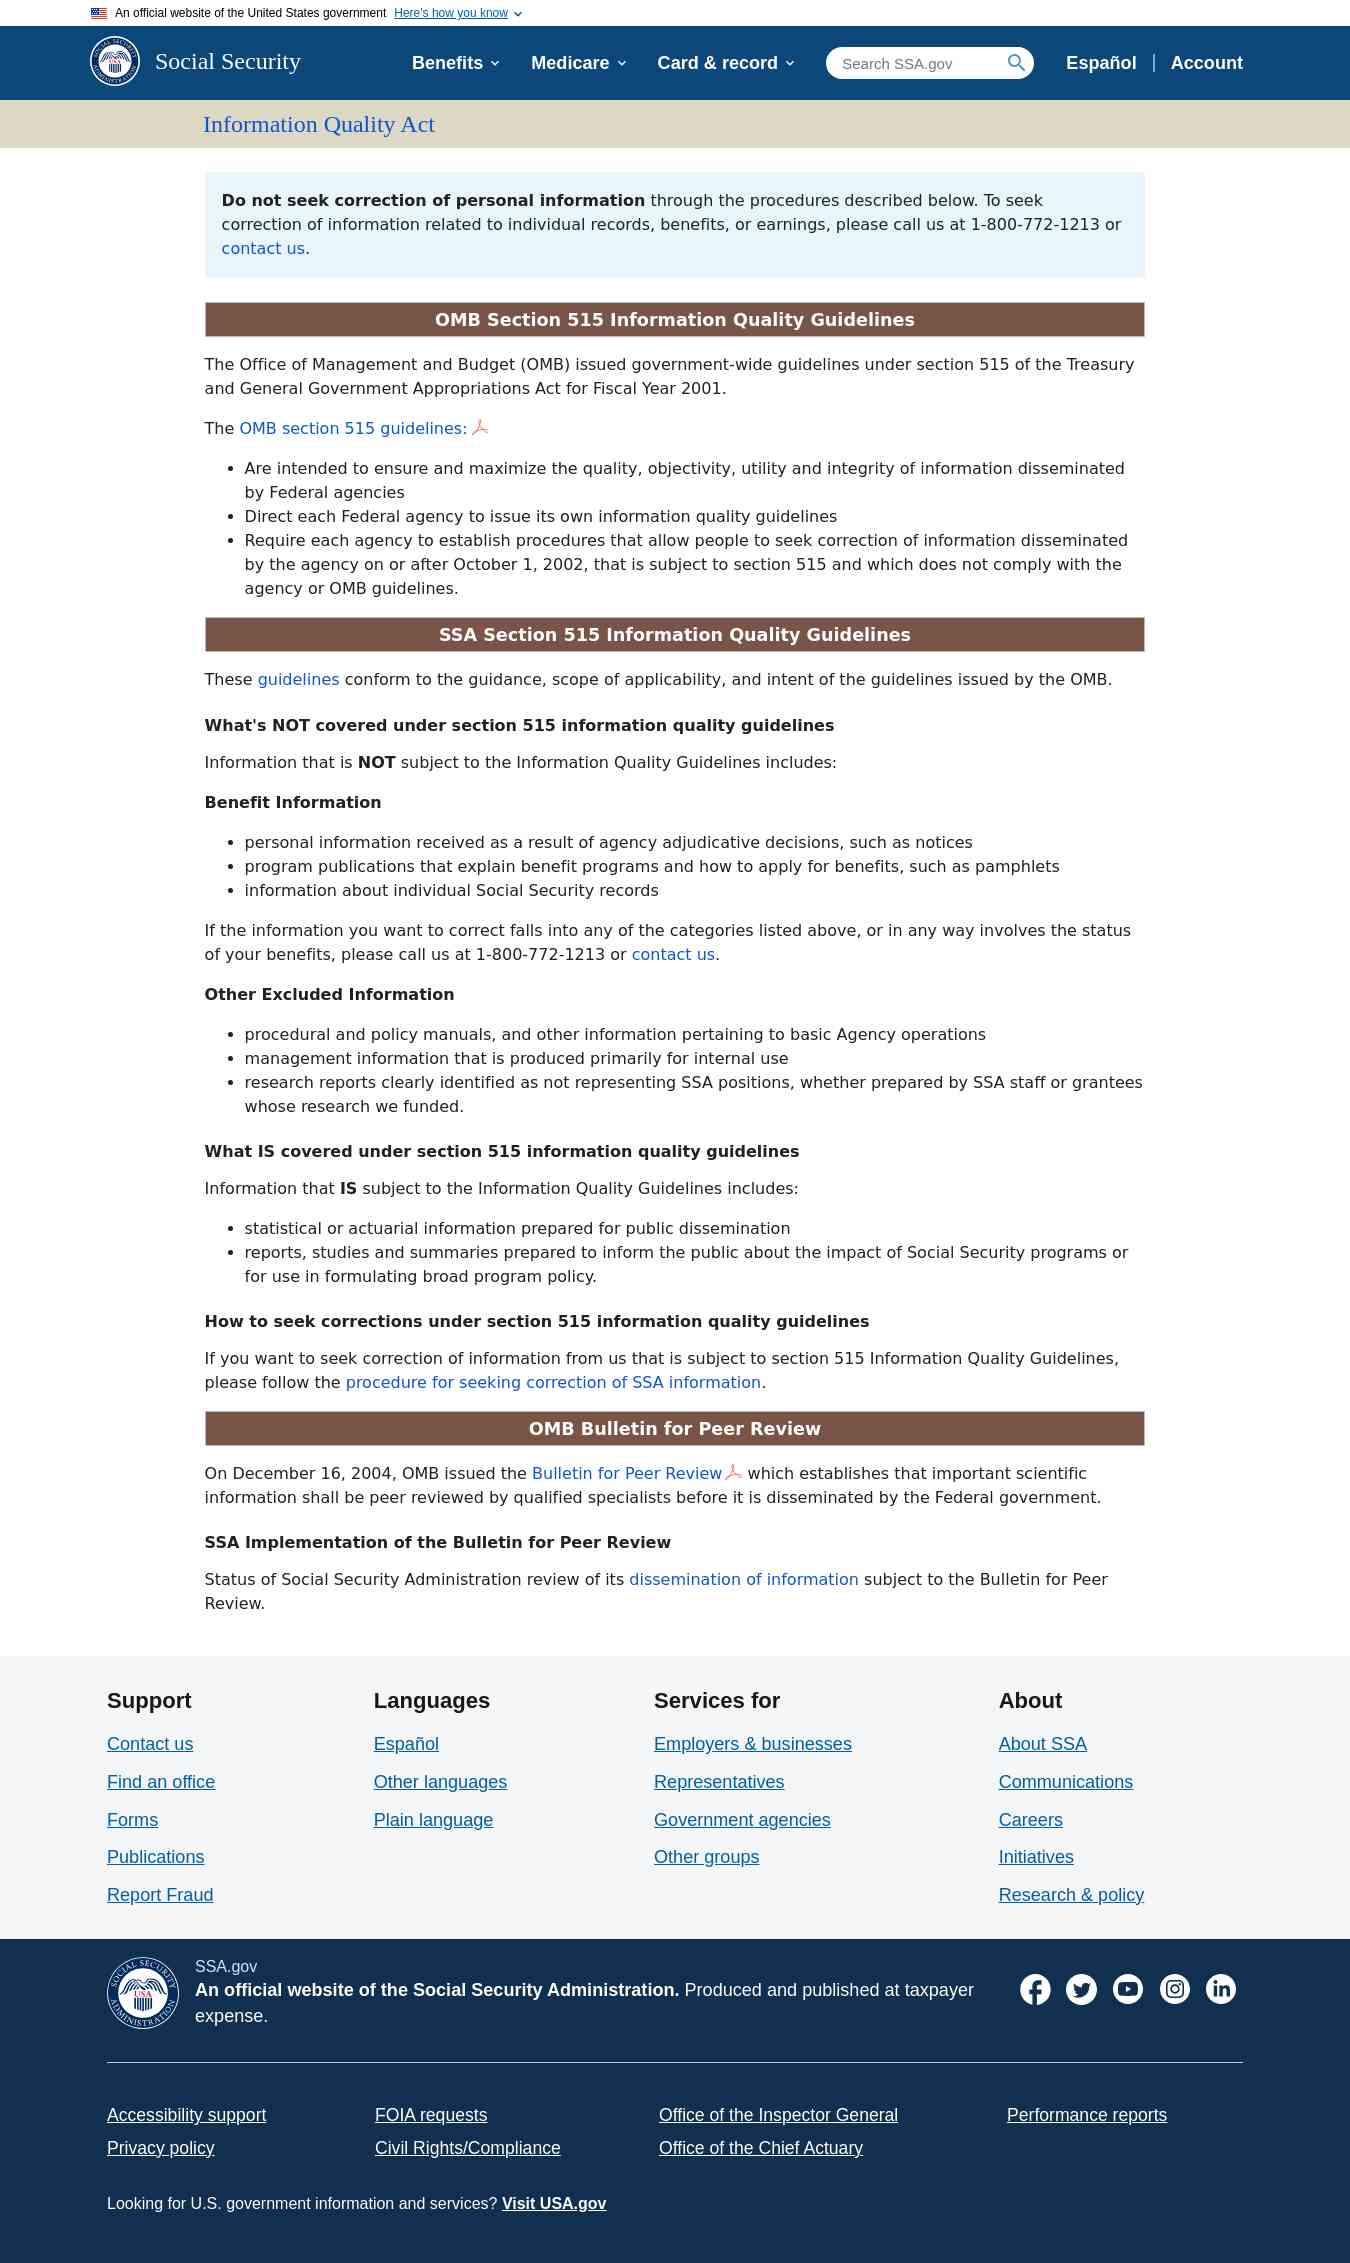 An official website of the United States government Here's how you know
Social Security
Benefits Medicare Card & record Search SSA.gov Español Account
Information Quality Act
Do not seek correction of personal information through the procedures described below. To seek
correction of information related to individual records, benefits, or earnings, please call us at 1-800-772-1213 or
contact us.
OMB Section 515 Information Quality Guidelines
The Office of Management and Budget (OMB) issued government-wide guidelines under section 515 of the Treasury
and General Government Appropriations Act for Fiscal Year 2001.
The OMB section 515 guidelines:
• Are intended to ensure and maximize the quality, objectivity, utility and integrity of information disseminated
by Federal agencies
• Direct each Federal agency to issue its own information quality guidelines
• Require each agency to establish procedures that allow people to seek correction of information disseminated
by the agency on or after October 1, 2002, that is subject to section 515 and which does not comply with the
agency or OMB guidelines.
SSA Section 515 Information Quality Guidelines
These guidelines conform to the guidance, scope of applicability, and intent of the guidelines issued by the OMB.
What's NOT covered under section 515 information quality guidelines
Information that is NOT subject to the Information Quality Guidelines includes:
Benefit Information
• personal information received as a result of agency adjudicative decisions, such as notices
• program publications that explain benefit programs and how to apply for benefits, such as pamphlets
• information about individual Social Security records
If the information you want to correct falls into any of the categories listed above, or in any way involves the status
of your benefits, please call us at 1-800-772-1213 or contact us.
Other Excluded Information
• procedural and policy manuals, and other information pertaining to basic Agency operations
• management information that is produced primarily for internal use
• research reports clearly identified as not representing SSA positions, whether prepared by SSA staff or grantees
whose research we funded.
What IS covered under section 515 information quality guidelines
Information that IS subject to the Information Quality Guidelines includes:
• statistical or actuarial information prepared for public dissemination
• reports, studies and summaries prepared to inform the public about the impact of Social Security programs or
for use in formulating broad program policy.
How to seek corrections under section 515 information quality guidelines
If you want to seek correction of information from us that is subject to section 515 Information Quality Guidelines,
please follow the procedure for seeking correction of SSA information.
OMB Bulletin for Peer Review
On December 16, 2004, OMB issued the Bulletin for Peer Review which establishes that important scientific
information shall be peer reviewed by qualified specialists before it is disseminated by the Federal government.
SSA Implementation of the Bulletin for Peer Review
Status of Social Security Administration review of its dissemination of information subject to the Bulletin for Peer
Review.
Support
Contact us
Find an office
Forms
Publications
Report Fraud
Languages
Español
Other languages
Plain language
Services for
Employers & businesses
Representatives
Government agencies
Other groups
About
About SSA
Communications
Careers
Initiatives
Research & policy
SOCIAL SECURITY ADMINISTRATION
USA
SSA.gov
An official website of the Social Security Administration. Produced and published at taxpayer
expense.
Accessibility support FOIA requests Office of the Inspector General Performance reports
Privacy policy Civil Rights/Compliance Office of the Chief Actuary
Looking for U.S. government information and services? Visit USA.gov